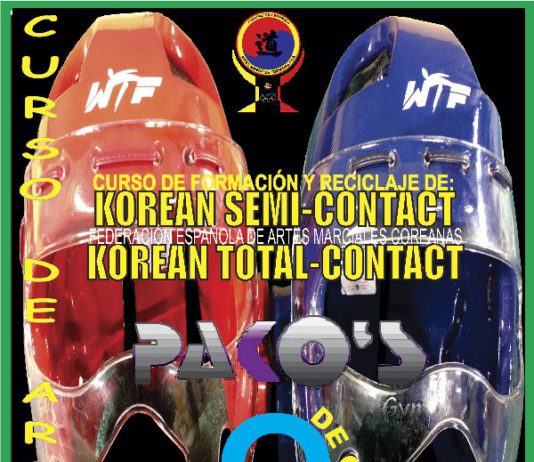 WTF
WTF
道
CURSO DE AR
CURSO DE FORMACIÓN Y RECICLAJE DE:
KOREAN SEMI-CONTACT
FEDERACIÓN ESPAÑOLA DE ARTES MARCIALES COREANAS
KOREAN TOTAL-CONTACT
PAKO'S
Gym
DE